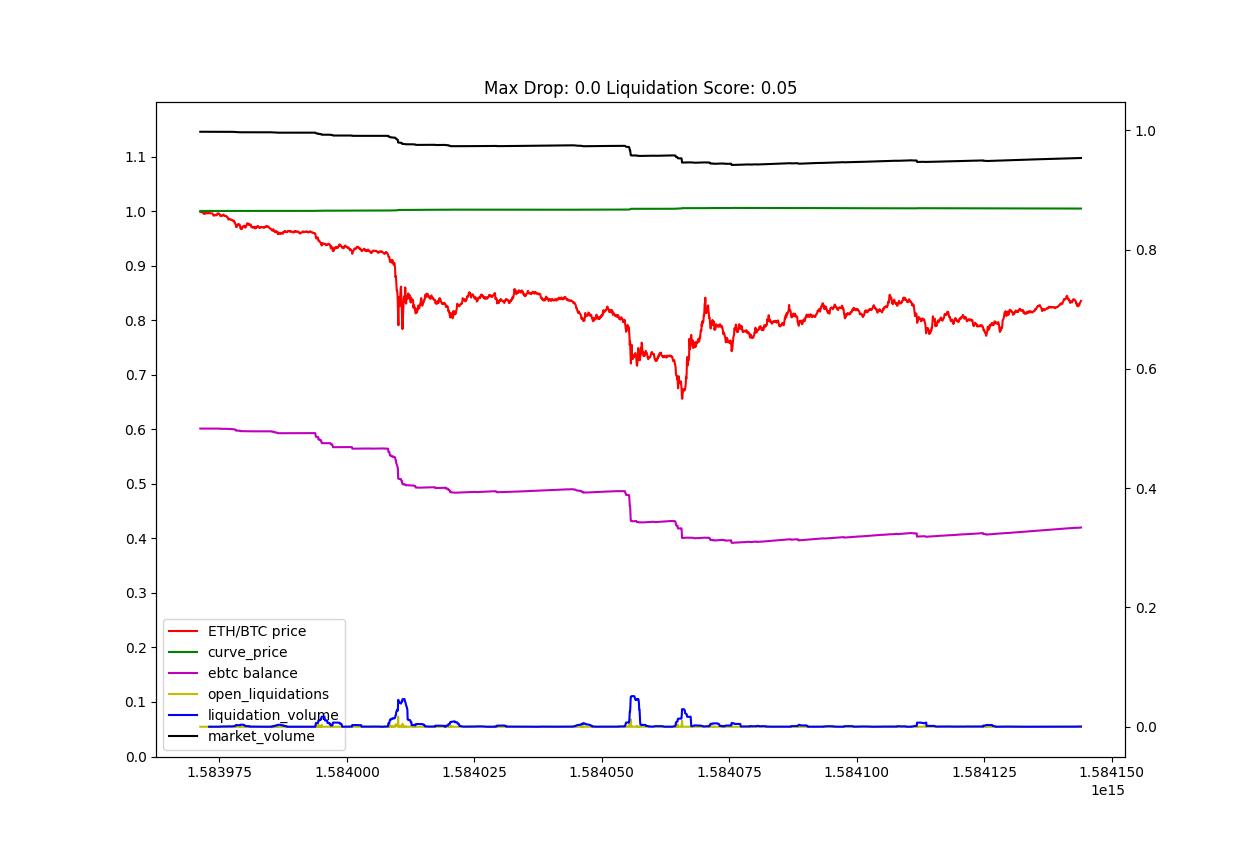 Max Drop: 0.0 Liquidation Score: 0.05
1.1
1.0
0.9
0.8
0.7
0.6
0.5
0.4
0.3
0.2
0.1
0.0
1.0
0.8
0.6
0.4
0.2
0.0
ETH/BTC price
curve_price
ebtc balance
open_liquidations
liquidation_volume
market_volume
1.583975 1.584000 1.584025 1.584050 1.584075 1.584100 1.584125 1.584150
1e15